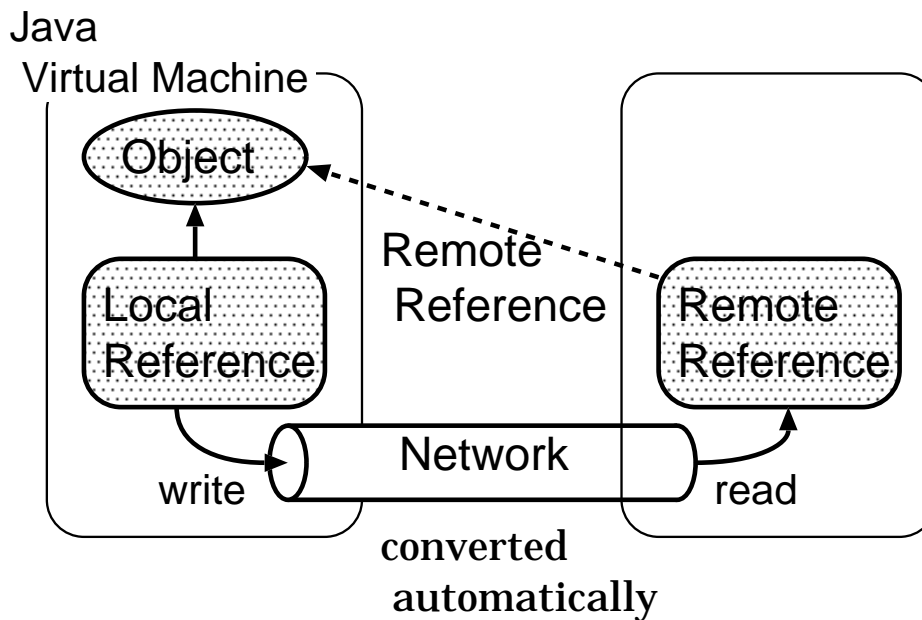 Java
Virtual Machine
Object
Remote
Reference
Local
Reference
Remote
Reference
Network
write
read
converted
automatically